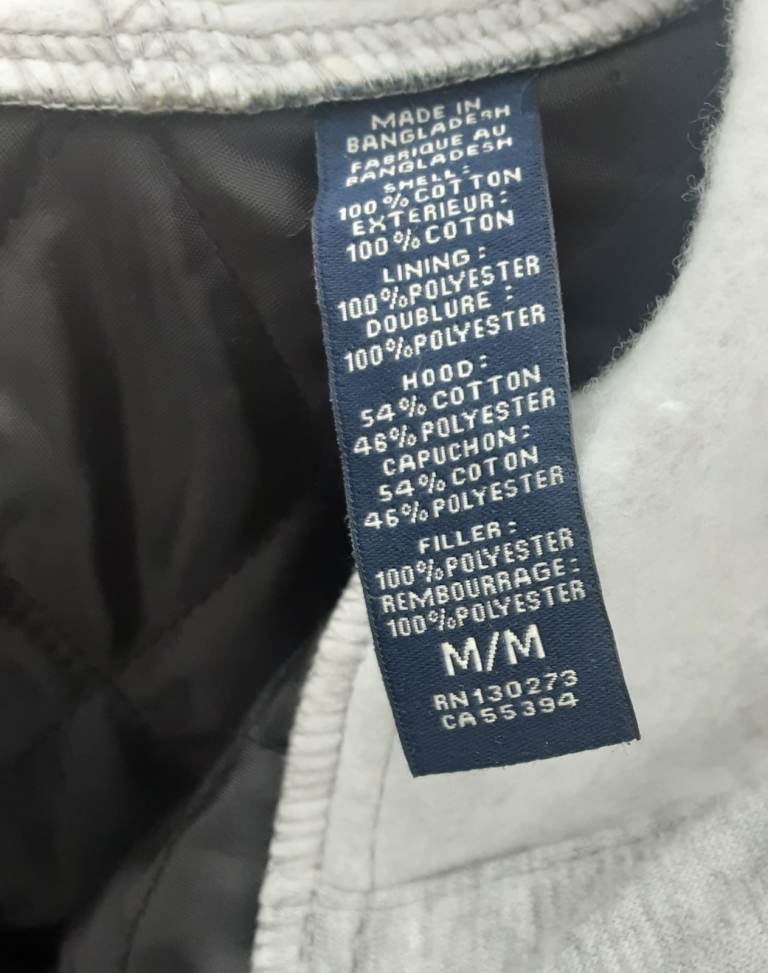 MADE IN
BANGLADESH
FABRIQUE AU
BANGLADESH
SHELL:
100%COTTON
EXTERIEUR:
100%COTON
LINING:
100%POLYESTER
DOUBLURE:
100%POLYESTER
HOOD:
54%COTTON
46%POLYESTER
CAPUCHON:
54%COTON
46%POLYESTER
FILLER:
100%POLYESTER
REMBOURRAGE:
100%POLYESTER
M/M
RN130273
CA55394